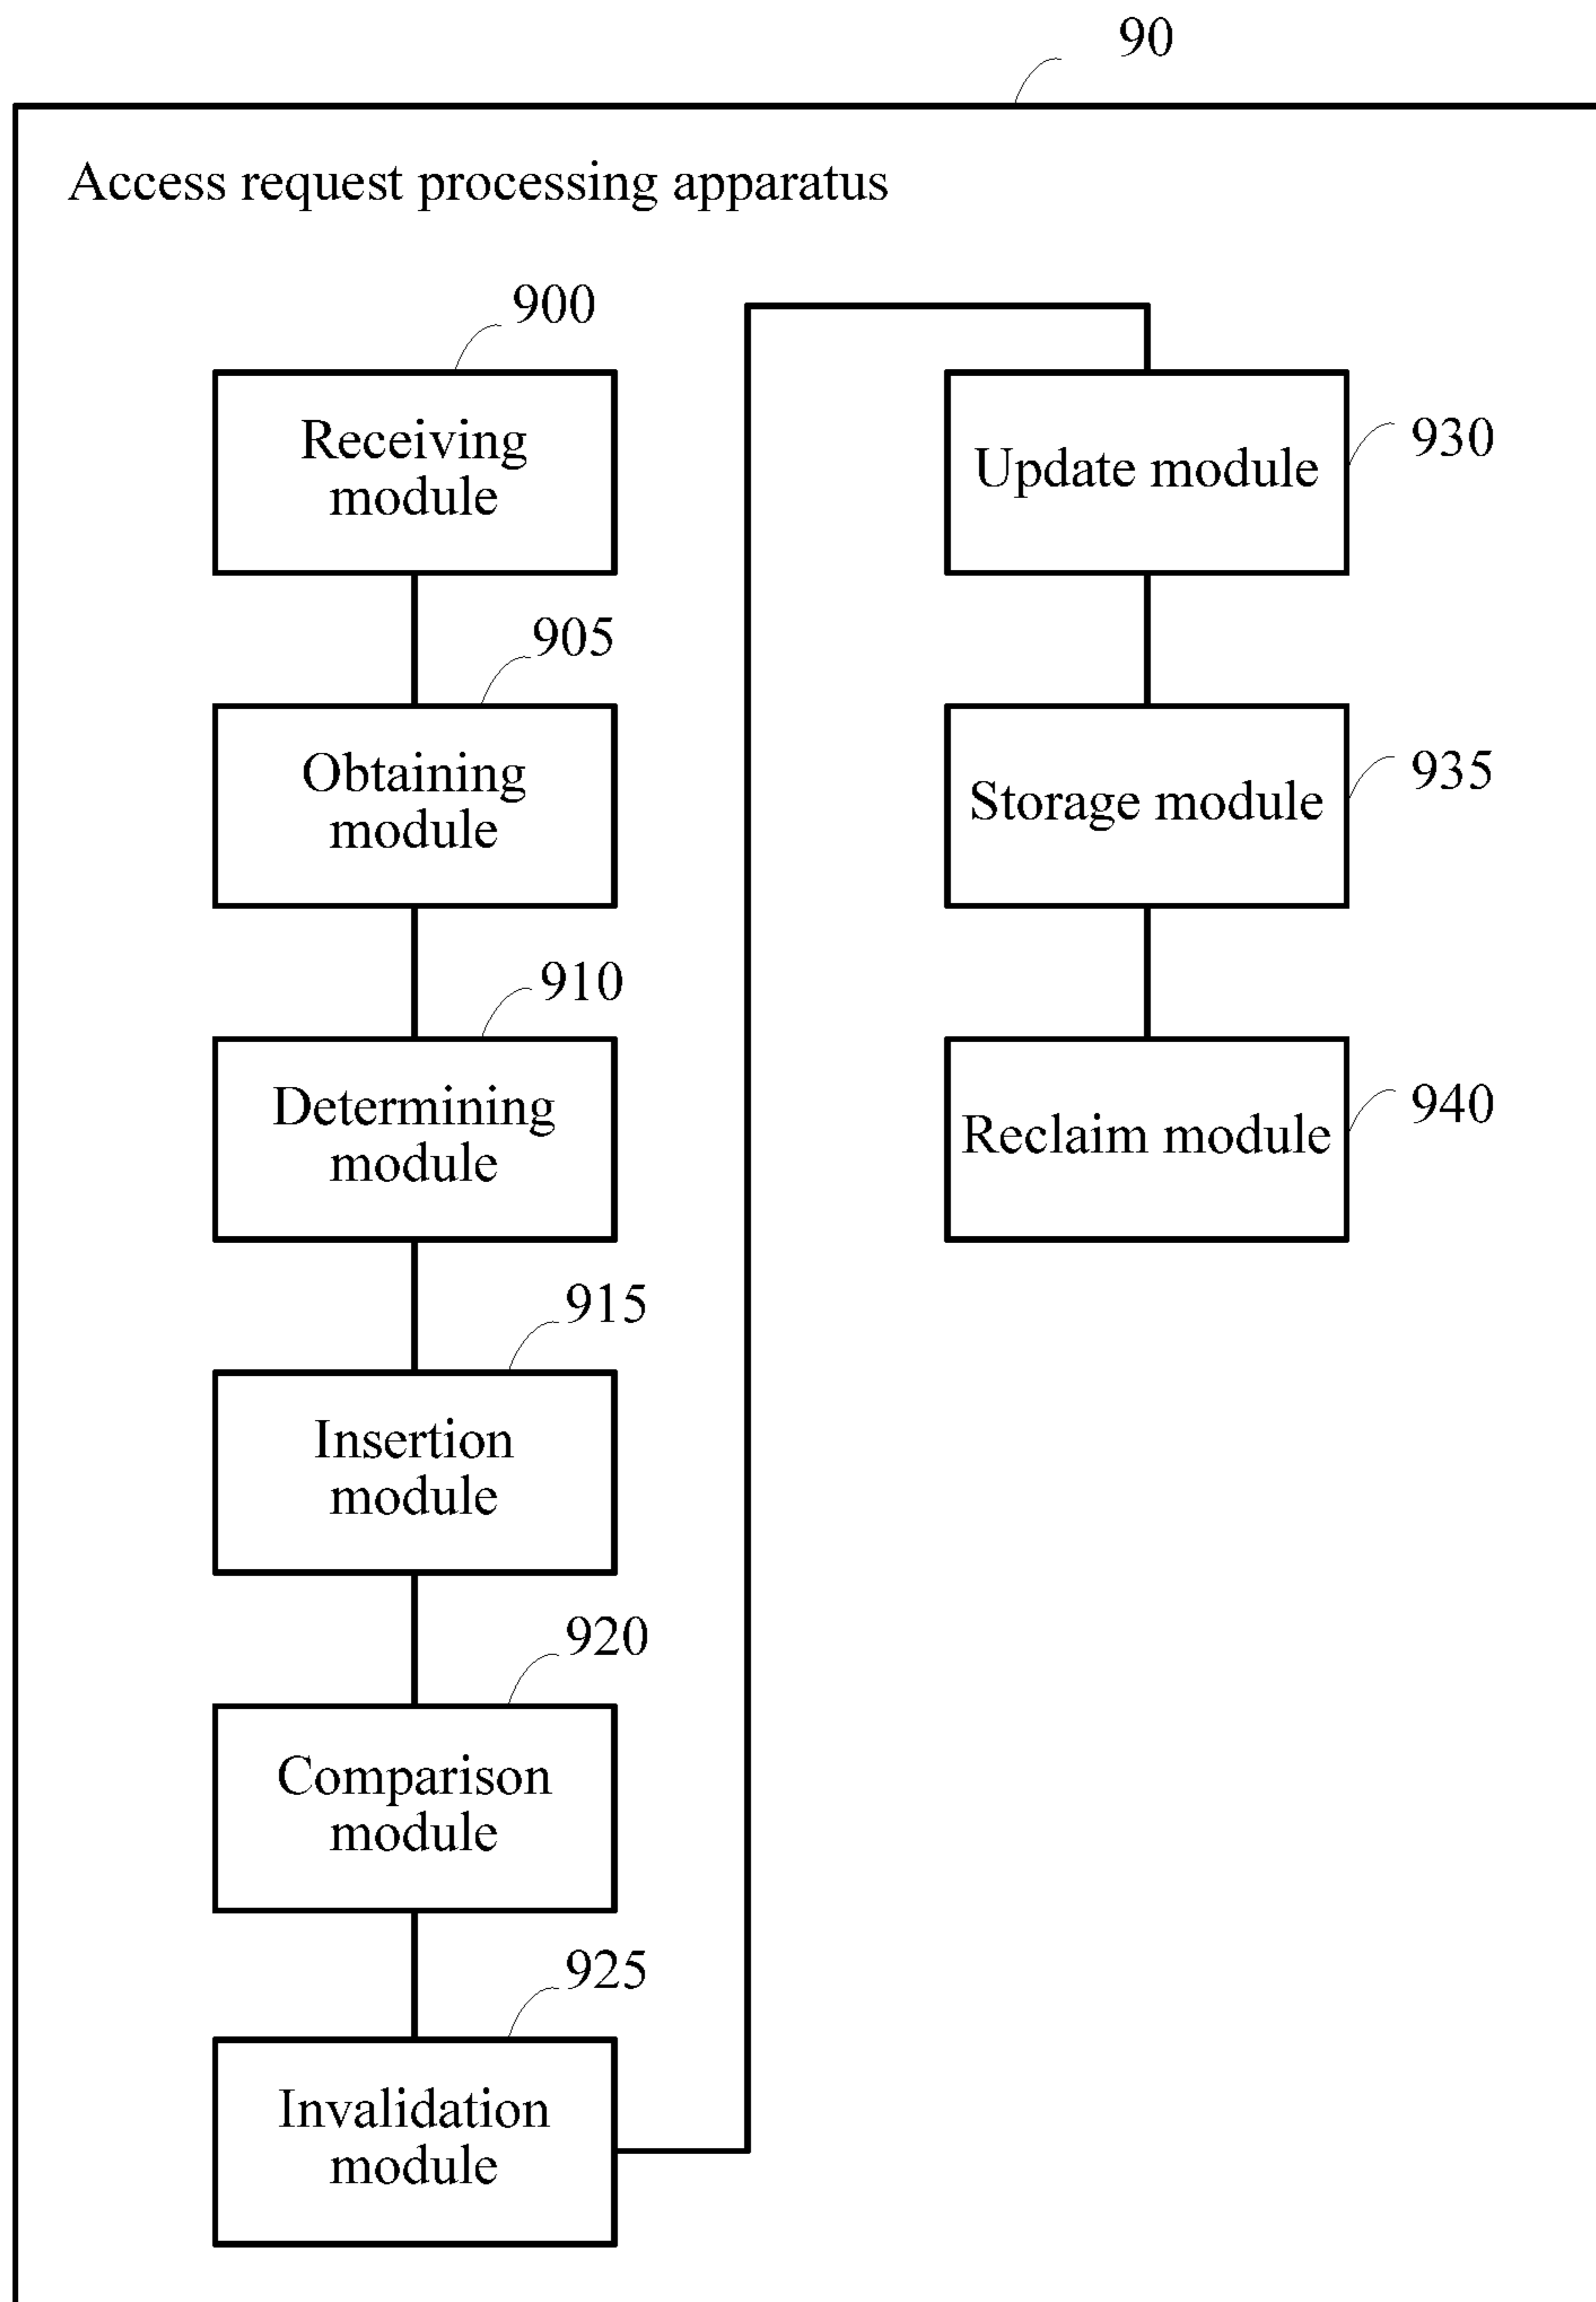 90
Access request processing apparatus
900
Receiving
module
905
Obtaining
module
910
Determining
module
915
Insertion
module
920
Comparison
module
925
Invalidation
module
930
Update module
935
Storage module
940
Reclaim module